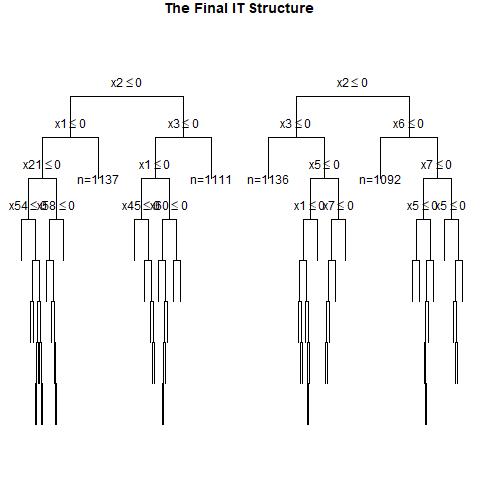 The Final IT Structure
x2 ≤ 0 x2 ≤ 0
x1 ≤ 0 x3 ≤ 0 x3 ≤ 0 x6 ≤ 0
x21 ≤ 0 n=1137 x1 ≤ 0 n=1111 n=1136 x5 ≤ 0 n=1092 x7 ≤ 0
x54 ≤ 0 x58 ≤ 0 x45 ≤ 0 x60 ≤ 0 x1 ≤ 0 x7 ≤ 0 x5 ≤ 0 x5 ≤ 0